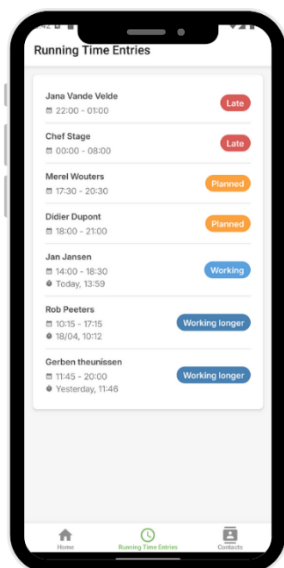 Running Time Entries
Jana Vande Velde
22:00 - 01:00
Late
Chef Stage
00:00 - 08:00
Late
Merel Wouters
17:30 - 20:30
Planned
Didier Dupont
18:00 - 21:00
Planned
Jan Jansen
14:00 - 18:30
Today, 13:59
Working
Rob Peeters
10:15 - 17:15
18/04, 10:12
Working longer
Gerben theunissen
11:45 - 20:00
Yesterday, 11:46
Working longer
Home
Running Time Entries
Contacts